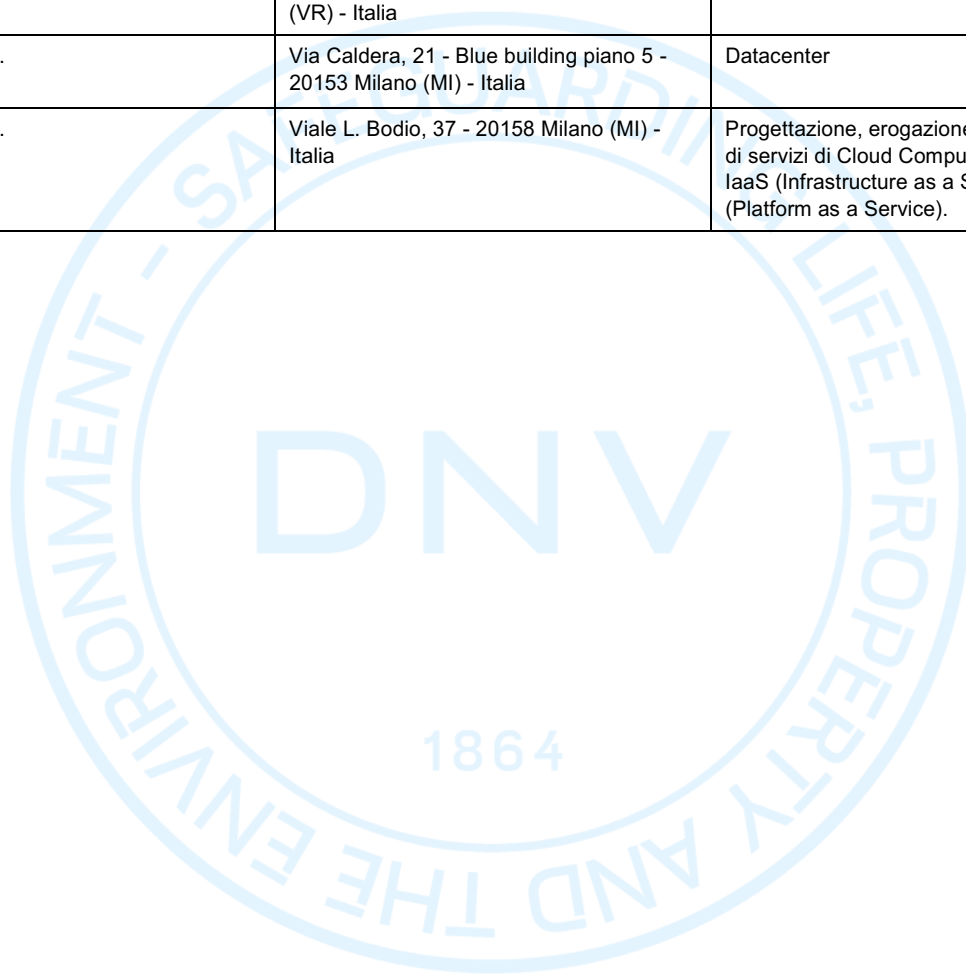 (VR) - Italia
. Via Caldera, 21 - Blue building piano 5 - Datacenter
20153 Milano (MI) - Italia
. Viale L. Bodio, 37 - 20158 Milano (MI) - Progettazione, erogazione
Italia di servizi di Cloud Compu
IaaS (Infrastructure as a S
(Platform as a Service).
SAFEGUARDING LIFE, PROPERTY AND THE ENVIRONMENT -
DNV
1864